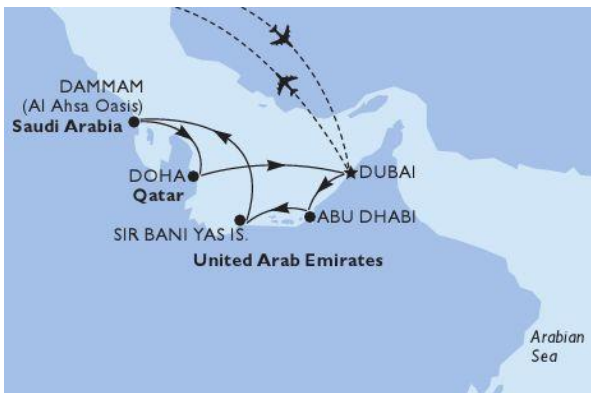 DAMMAM
(Al Ahsa Oasis)
Saudi Arabia
DOHA
Qatar
DUBAI
ABU DHABI
SIR BANI YAS IS.
United Arab Emirates
Arabian
Sea